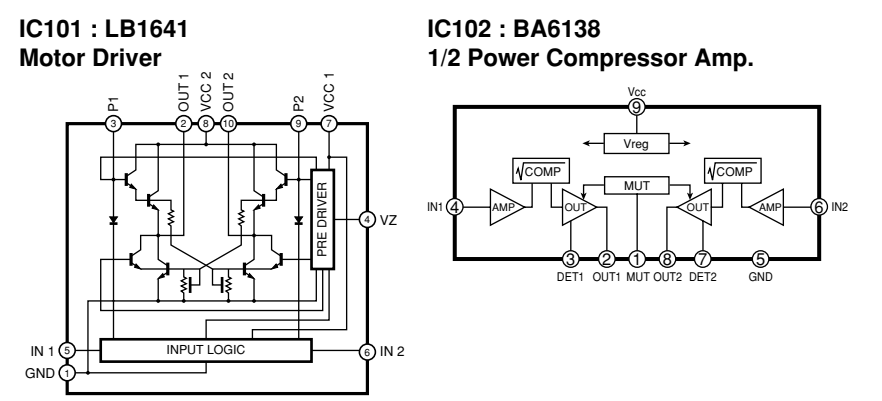 IC101 : LB1641
Motor Driver
P1
OUT 1
VCC 2
OUT 2
P2
VCC 1
3
2
8
10
9
7
PRE DRIVER
4
VZ
IN 1
5
INPUT LOGIC
6
IN 2
GND
1
IC102 : BA6138
1/2 Power Compressor Amp.
Vcc
9
Vreg
√COMP
√COMP
MUT
IN1
4
AMP
OUT
OUT
AMP
6
IN2
3
2
1
8
7
5
DET1
OUT1
MUT
OUT2
DET2
GND